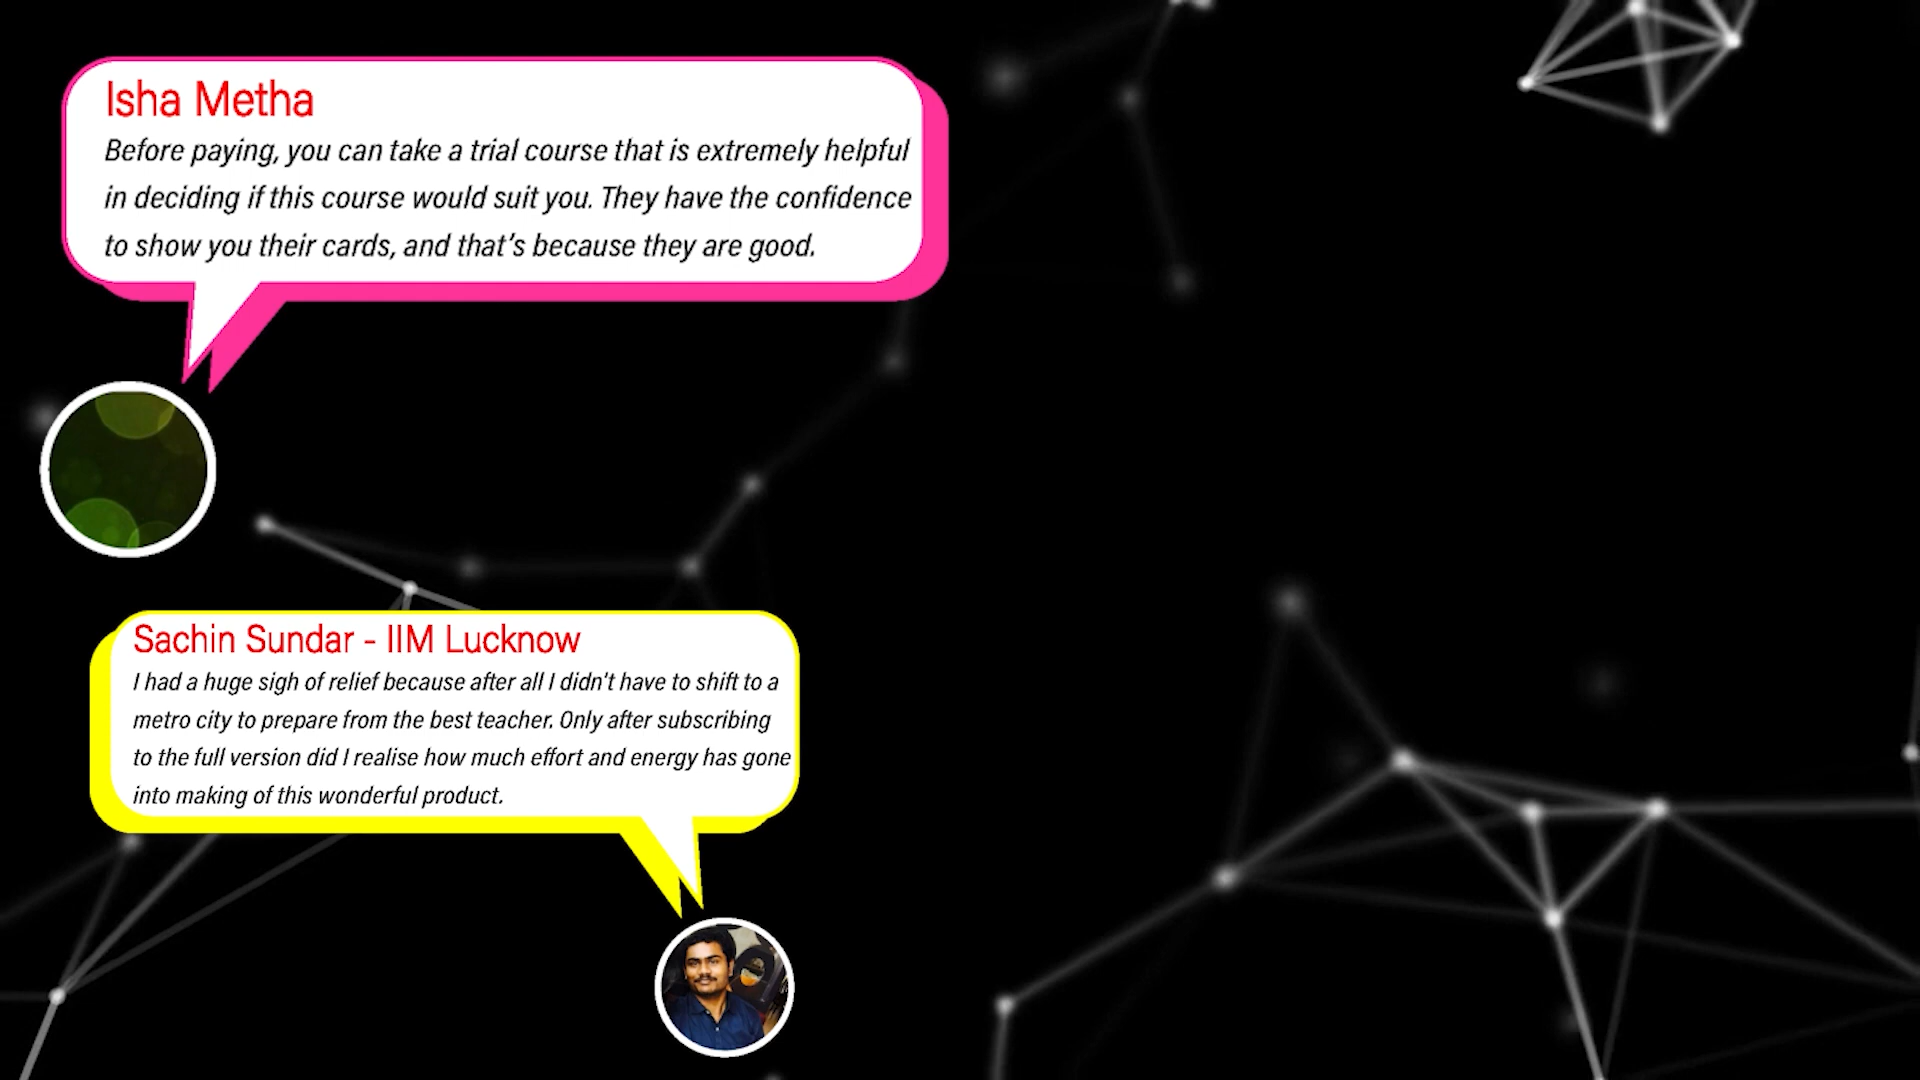 Isha Metha
Before paying, you can take a trial course that is extremely helpful
in deciding if this course would suit you. They have the confidence
to show you their cards, and that's because they are good.
Sachin Sundar - IIM Lucknow
I had a huge sigh of relief because after all I didn't have to shift to a
metro city to prepare from the best teacher. Only after subscribing
to the full version did I realise how much effort and energy has gone
into making of this wonderful product.